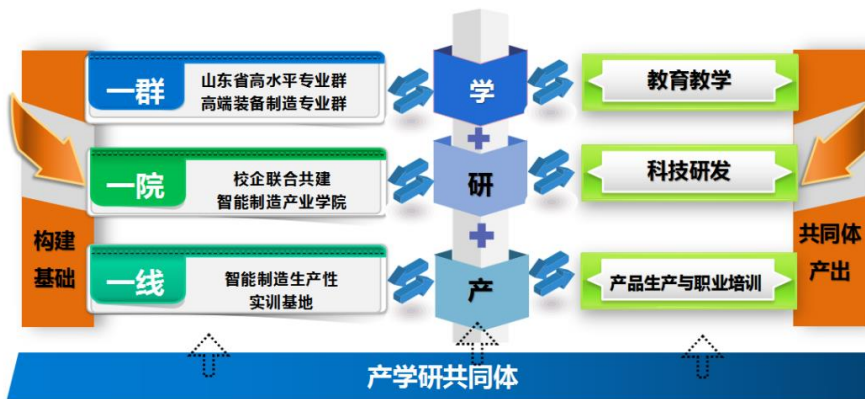 一群
山东省高水平专业群
高端装备制造专业群
学
教育教学
+
一院
校企联合共建
智能制造产业学院
研
科技研发
+
构建
基础
一线
智能制造生产性
实训基地
产
产品生产与职业培训
共同体
产出
产学研共同体